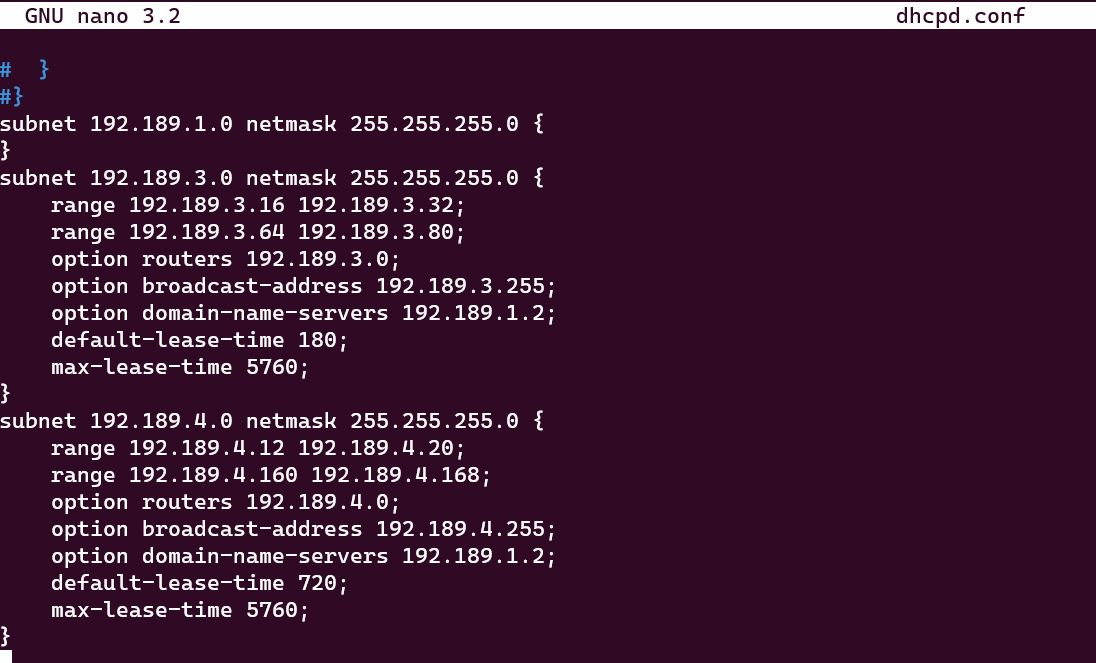 GNU nano 3.2 dhcpd.conf
#  }
#}
subnet 192.189.1.0 netmask 255.255.255.0 {
}
subnet 192.189.3.0 netmask 255.255.255.0 {
    range 192.189.3.16 192.189.3.32;
    range 192.189.3.64 192.189.3.80;
    option routers 192.189.3.0;
    option broadcast-address 192.189.3.255;
    option domain-name-servers 192.189.1.2;
    default-lease-time 180;
    max-lease-time 5760;
}
subnet 192.189.4.0 netmask 255.255.255.0 {
    range 192.189.4.12 192.189.4.20;
    range 192.189.4.160 192.189.4.168;
    option routers 192.189.4.0;
    option broadcast-address 192.189.4.255;
    option domain-name-servers 192.189.1.2;
    default-lease-time 720;
    max-lease-time 5760;
}